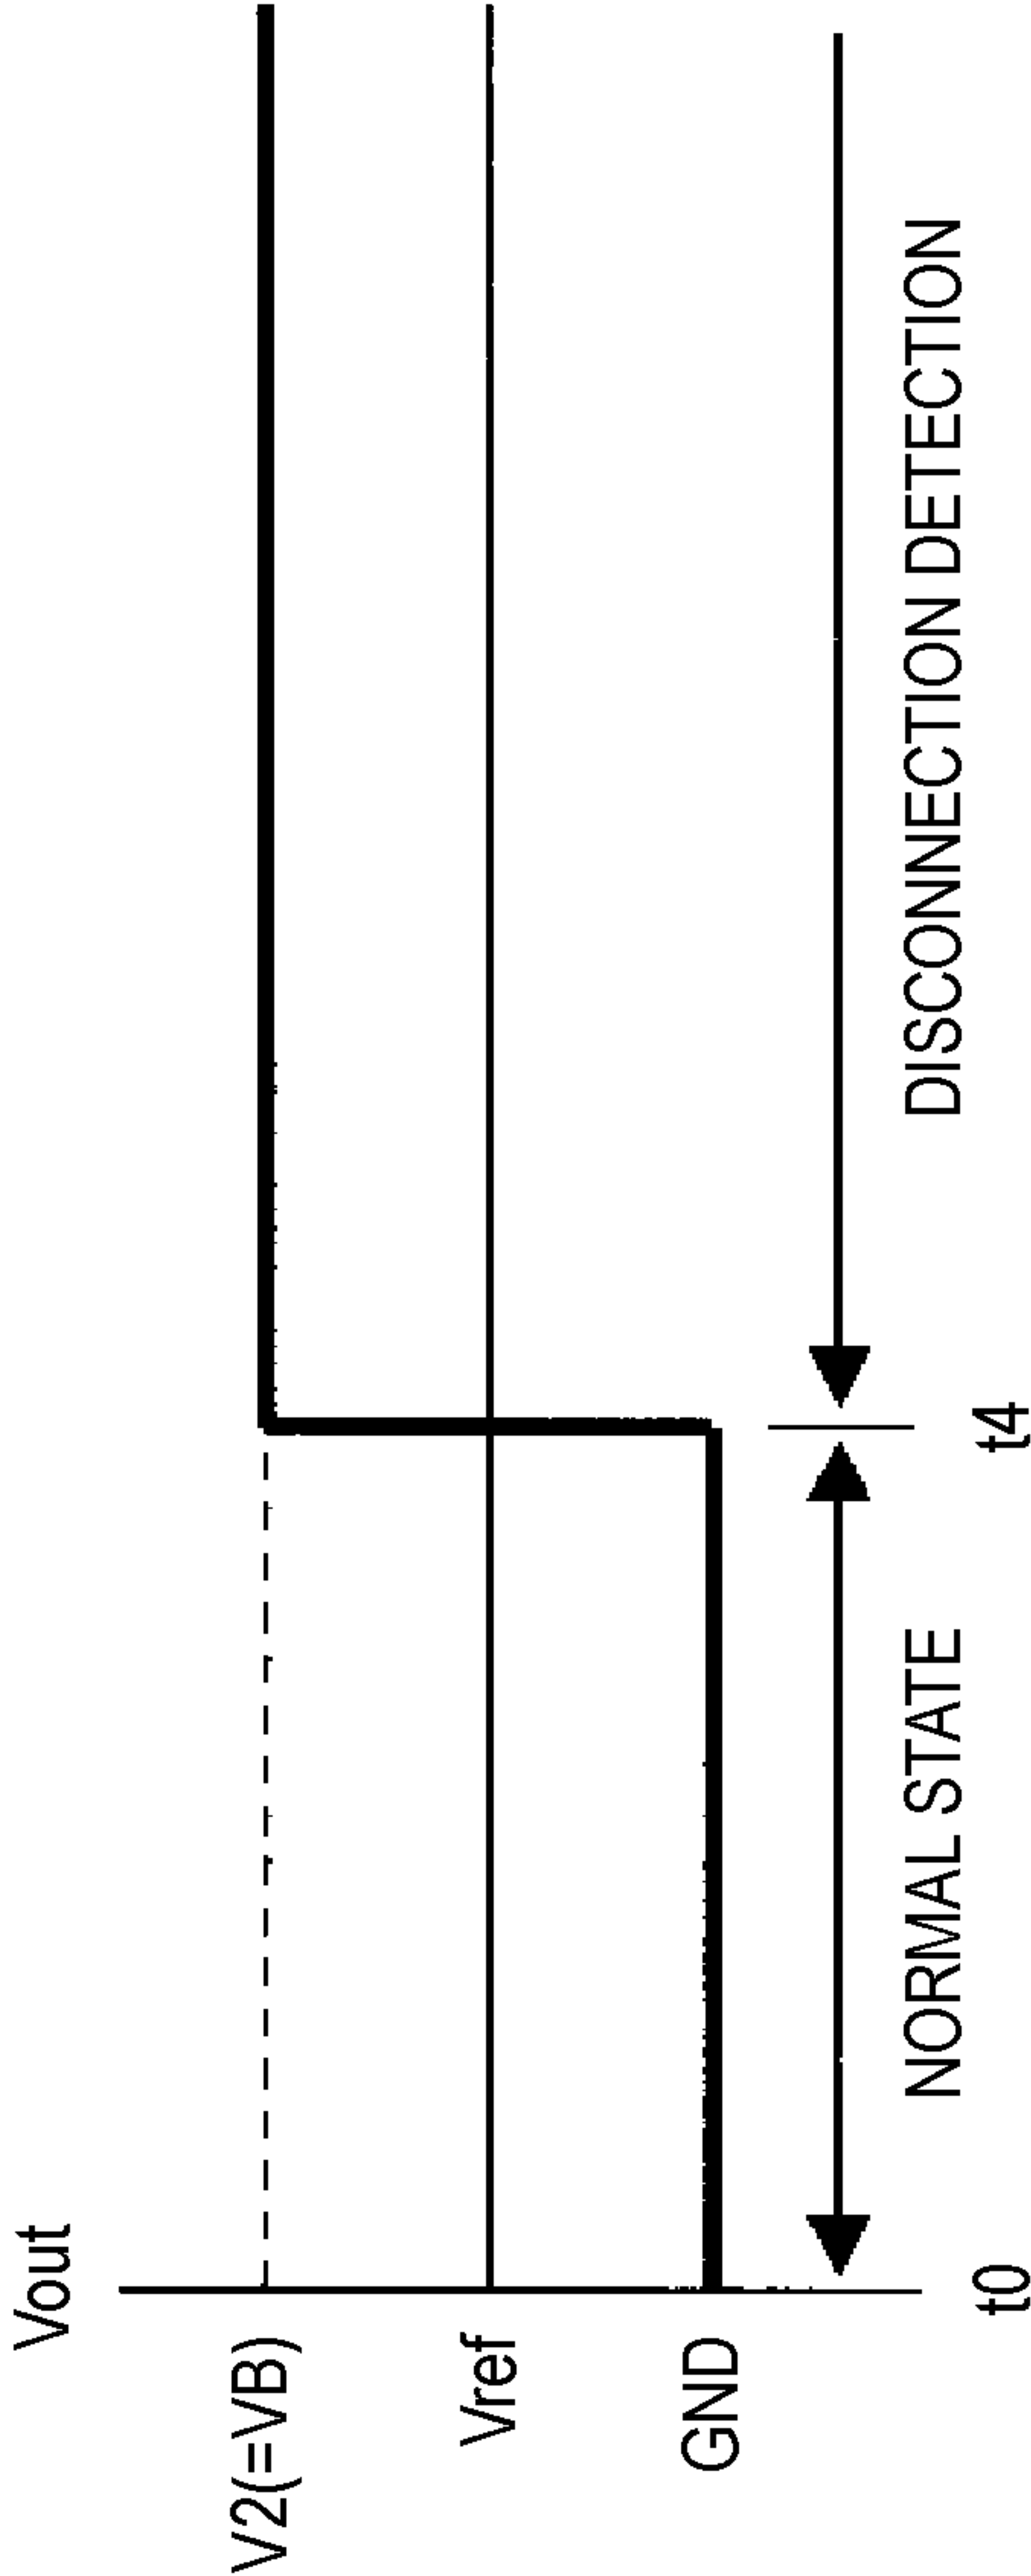 Vout
V2(=VB)
Vref
GND
NORMAL STATE
DISCONNECTION DETECTION
t0
t4